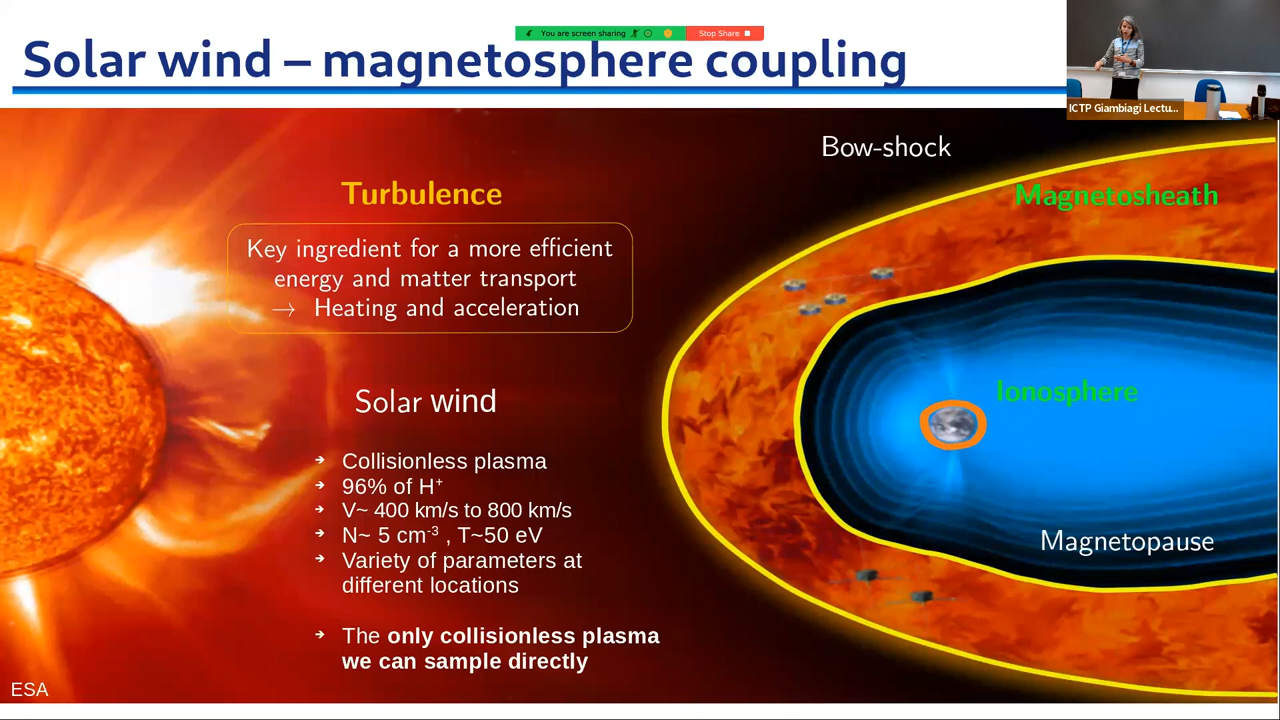 You are screen sharing
Stop Share
Solar wind – magnetosphere coupling
ICTP Giambiagi Lectu...
Bow-shock
Turbulence
Magnetosheath
Key ingredient for a more efficient
energy and matter transport
→ Heating and acceleration
Ionosphere
Solar wind
➔ Collisionless plasma
➔ 96% of H⁺
➔ V~ 400 km/s to 800 km/s
➔ N~ 5 cm⁻³ , T~50 eV
➔ Variety of parameters at
different locations
Magnetopause
➔ The only collisionless plasma
we can sample directly
ESA